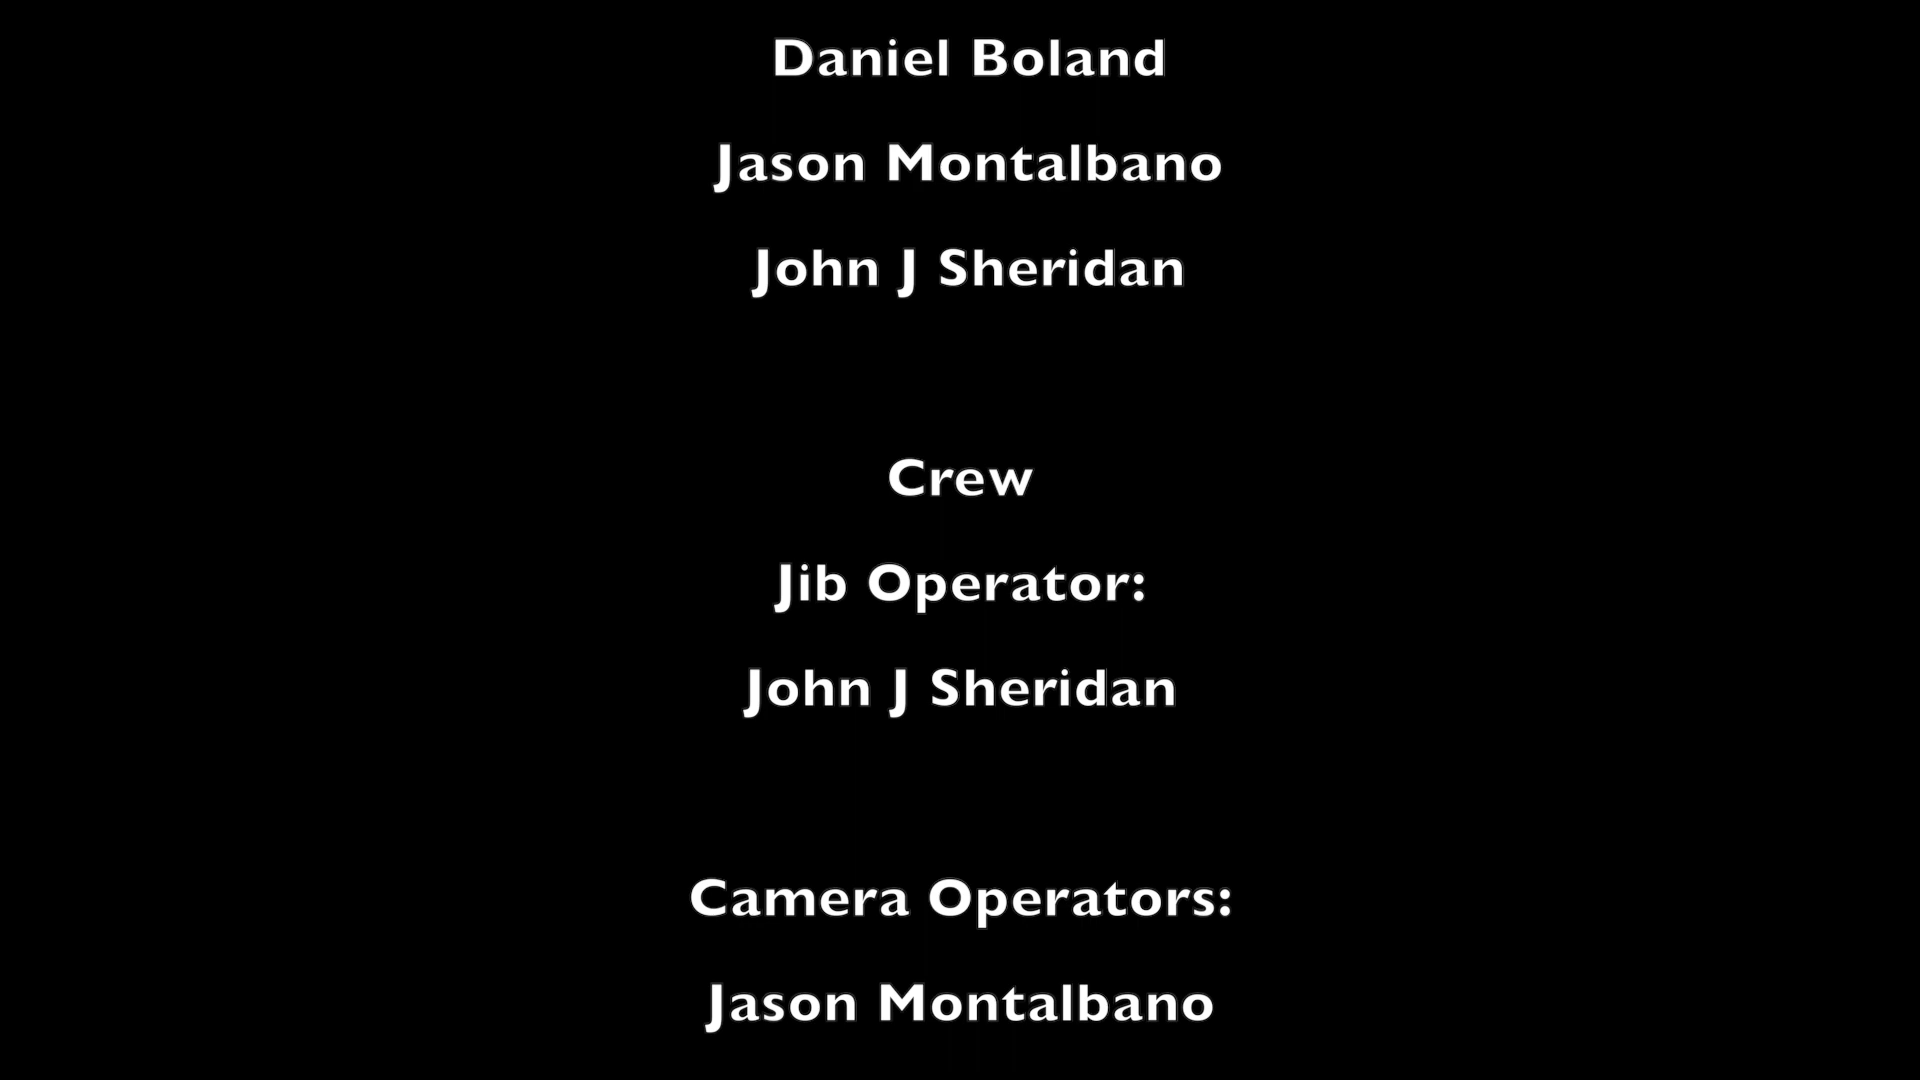 Daniel Boland
Jason Montalbano
John J Sheridan
Crew
Jib Operator:
John J Sheridan
Camera Operators:
Jason Montalbano